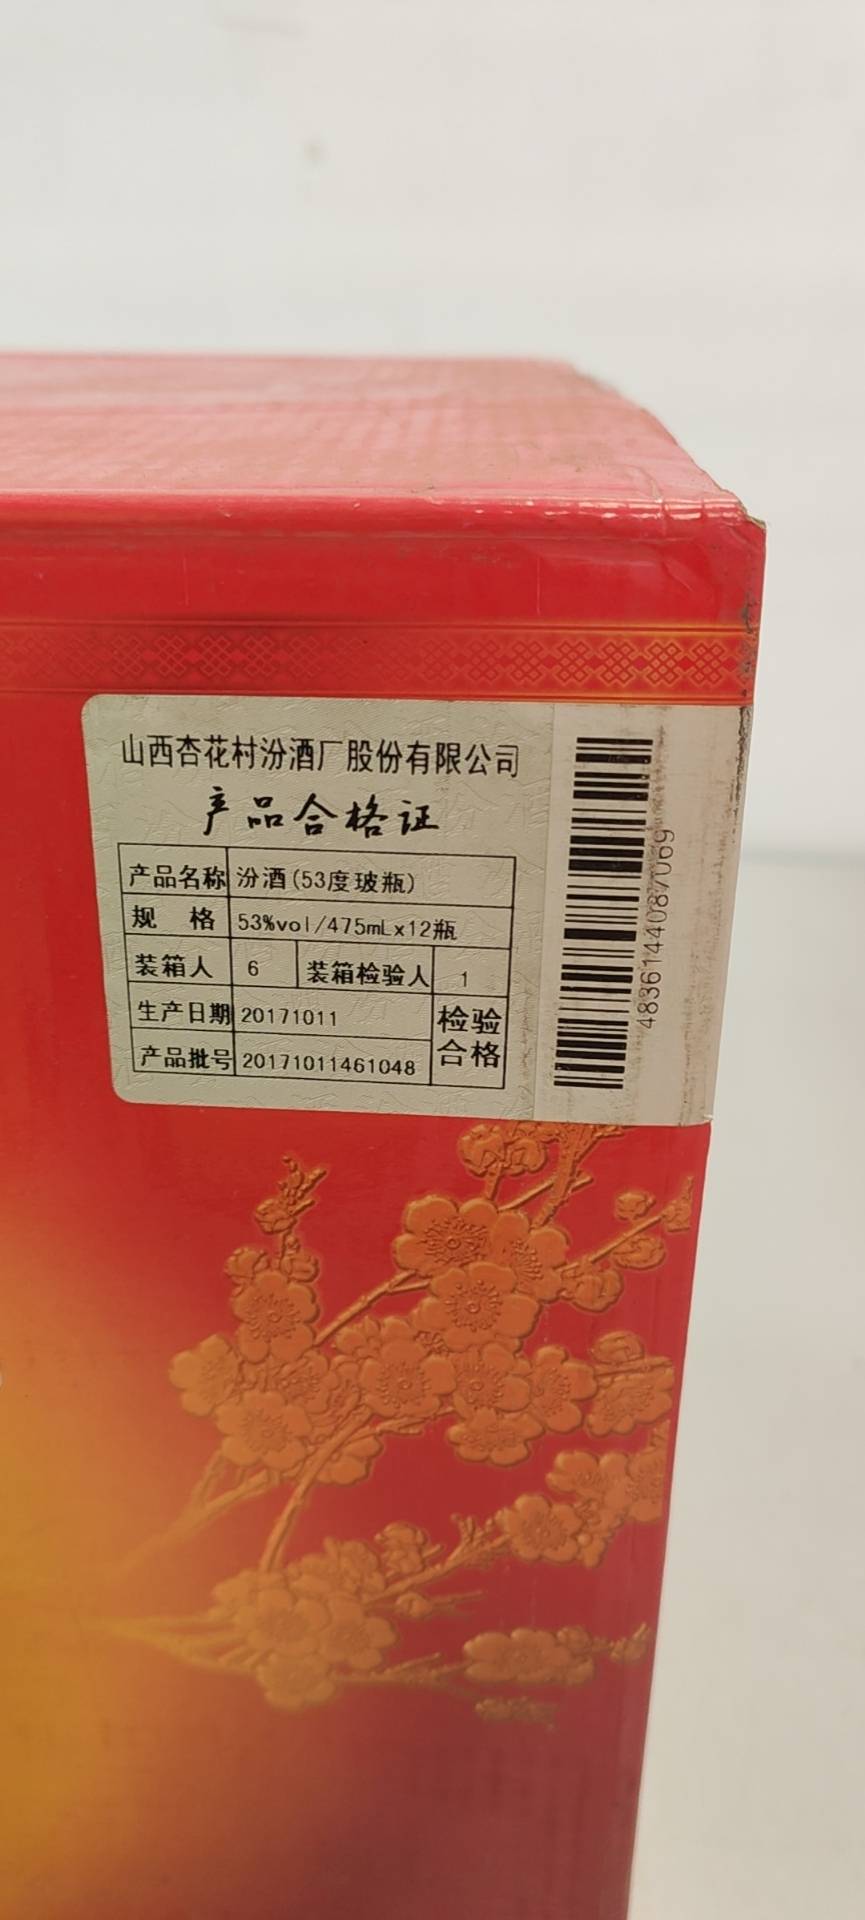 山西杏花村汾酒厂股份有限公司
产品合格证
产品名称 汾酒(53度玻瓶)
规 格 53%vol/475mL×12瓶
装箱人 6 装箱检验人 1
生产日期 20171011 检验
产品批号 20171011461048 合格
4836144087069